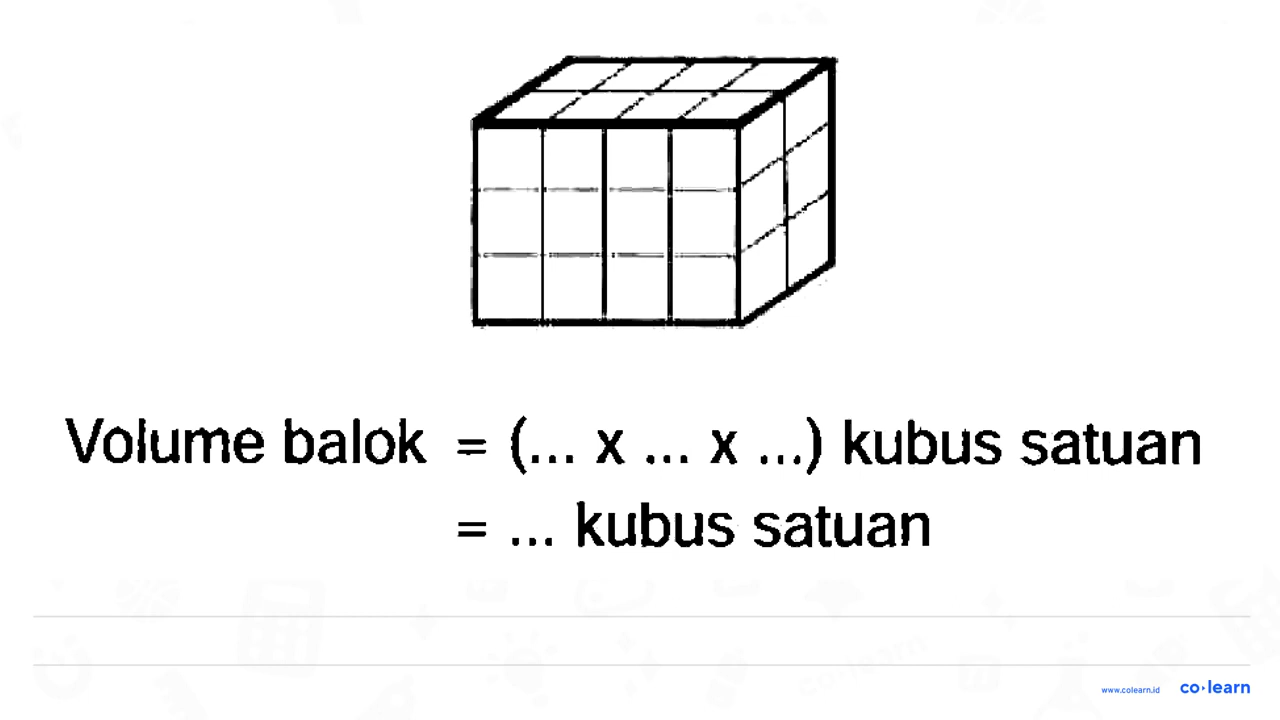 Volume balok = (... x ... x ...) kubus satuan
= ... kubus satuan
www.colearn.id co·learn